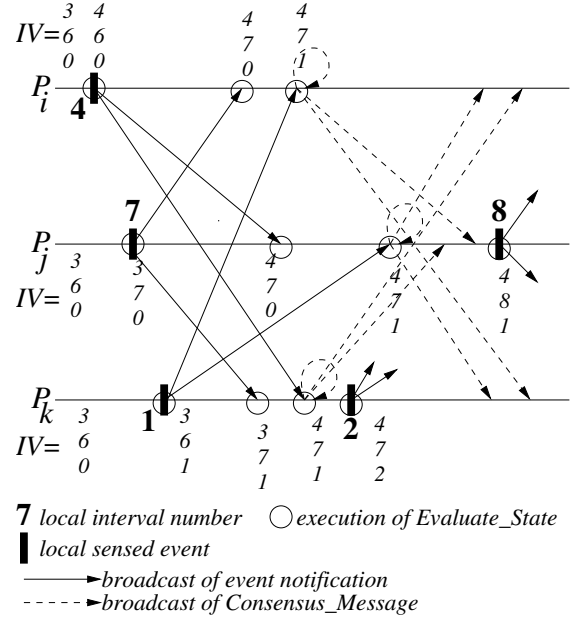 IV= 3 6 0 4 6 0 4 7 0 4 7 1
P i
4
7
8
P j
IV= 3 6 0 3 7 0 4 7 0 4 7 1 4 8 1
P k
1
2
IV= 3 6 0 3 6 1 3 7 1 4 7 1 4 7 2
7 local interval number execution of Evaluate_State
local sensed event
broadcast of event notification
broadcast of Consensus_Message